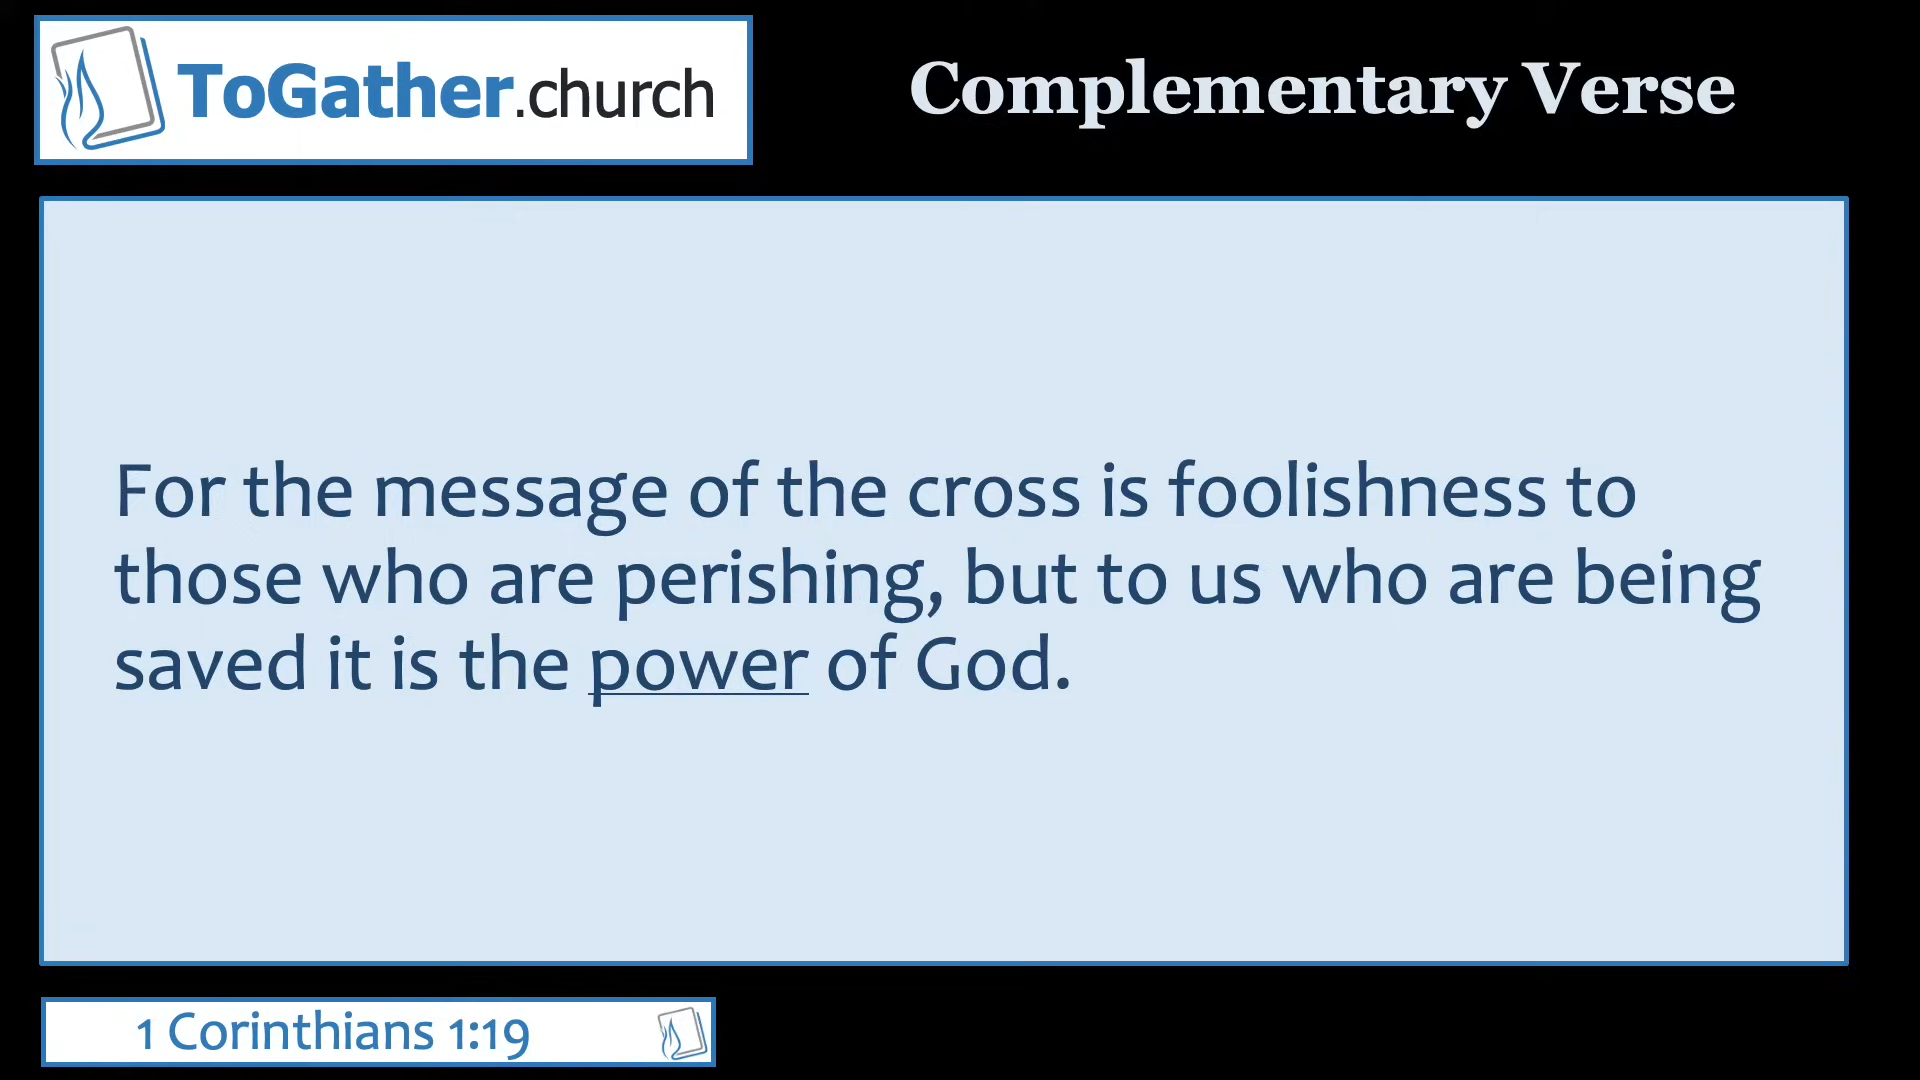 ToGather.church
Complementary Verse
For the message of the cross is foolishness to
those who are perishing, but to us who are being
saved it is the power of God.
1 Corinthians 1:19